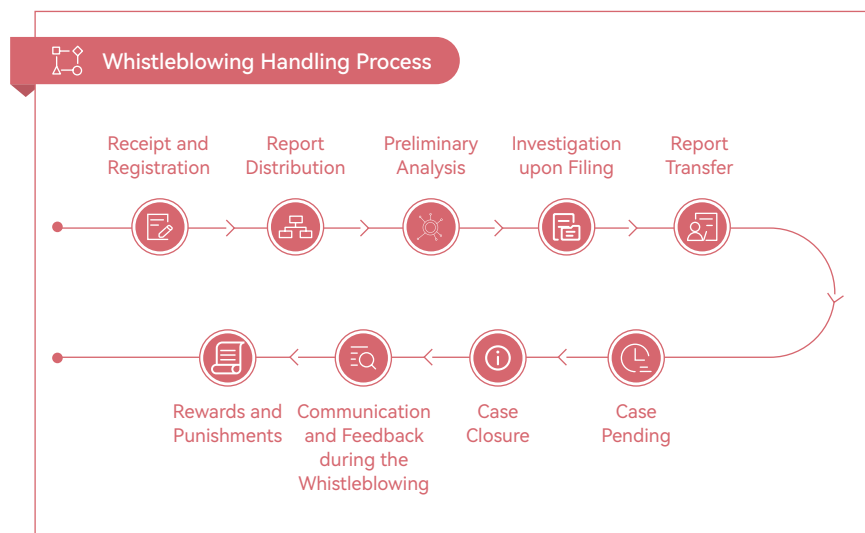 Whistleblowing Handling Process
Receipt and
Registration
Report
Distribution
Preliminary
Analysis
Investigation
upon Filing
Report
Transfer
Rewards and
Punishments
Communication
and Feedback
during the
Whistleblowing
Case
Closure
Case
Pending